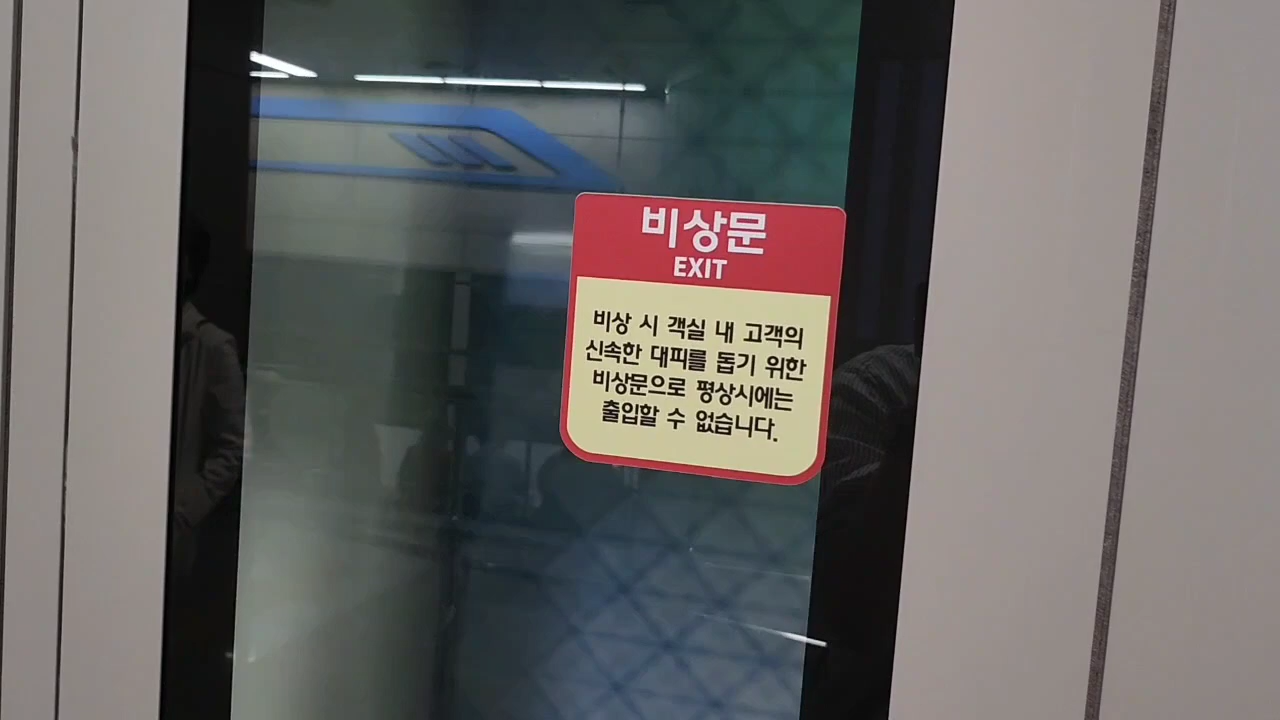 비상문
EXIT
비상 시 객실 내 고객의
신속한 대피를 돕기 위한
비상문으로 평상시에는
출입할 수 없습니다.